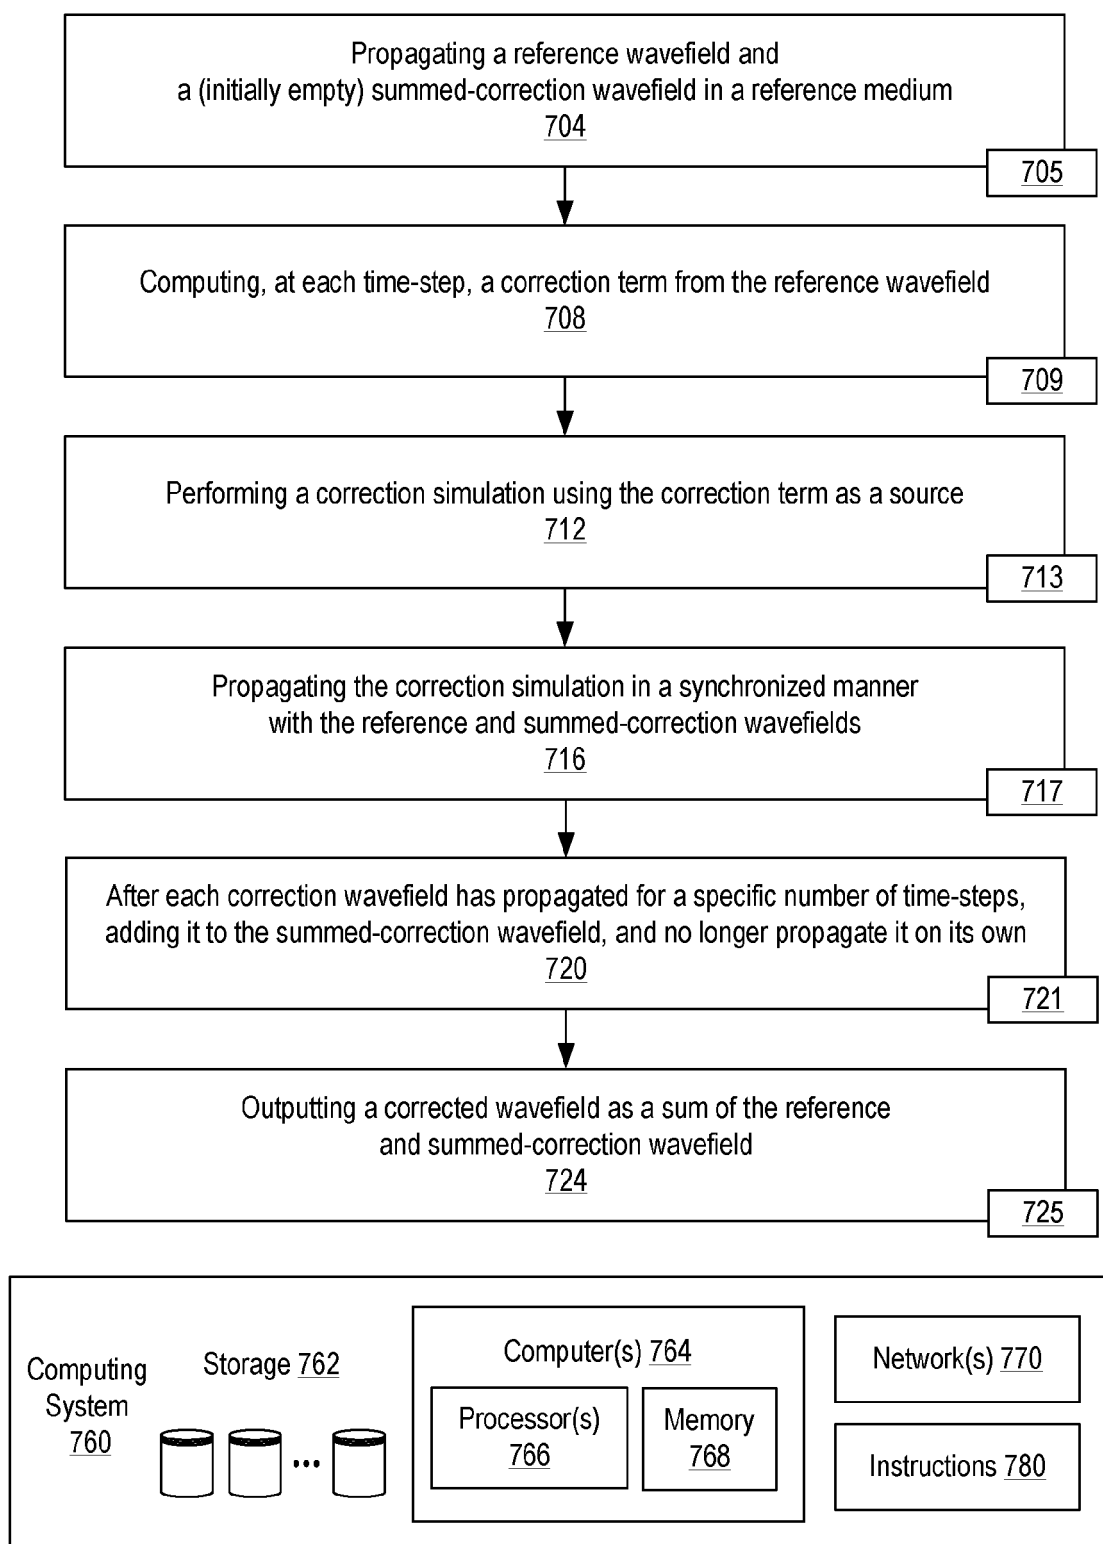 Propagating a reference wavefield and
a (initially empty) summed-correction wavefield in a reference medium
704
705
Computing, at each time-step, a correction term from the reference wavefield
708
709
Performing a correction simulation using the correction term as a source
712
713
Propagating the correction simulation in a synchronized manner
with the reference and summed-correction wavefields
716
717
After each correction wavefield has propagated for a specific number of time-steps,
adding it to the summed-correction wavefield, and no longer propagate it on its own
720
721
Outputting a corrected wavefield as a sum of the reference
and summed-correction wavefield
724
725
Computing
System
760
Storage 762
...
Computer(s) 764
Processor(s)
766
Memory
768
Network(s) 770
Instructions 780